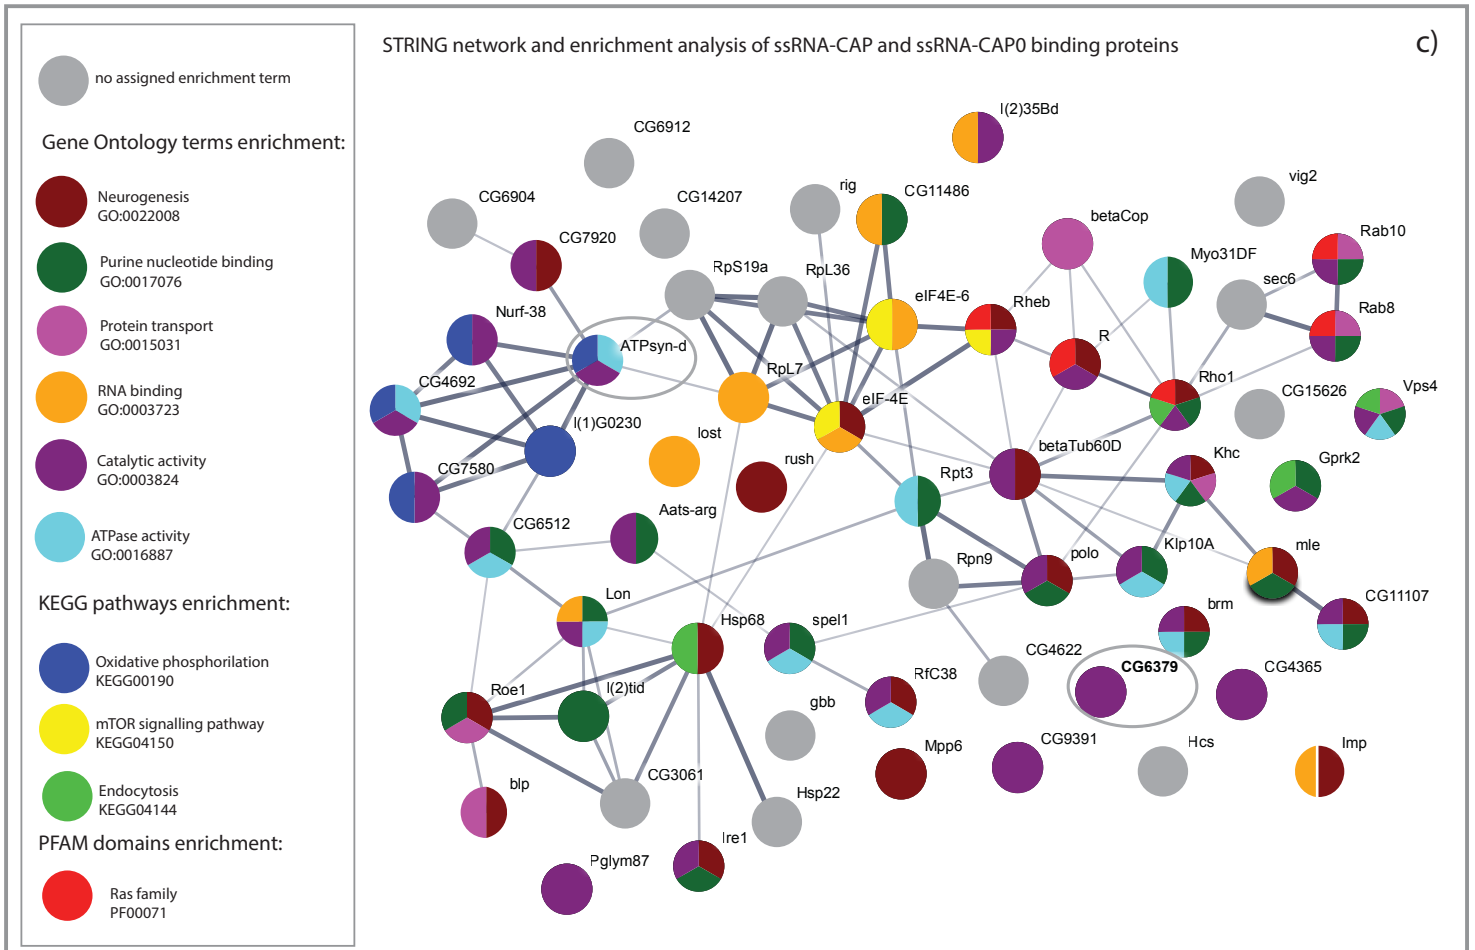 STRING network and enrichment analysis of ssRNA-CAP and ssRNA-CAP0 binding proteins
c)
no assigned enrichment term
Gene Ontology terms enrichment:
Neurogenesis
GO:0022008
Purine nucleotide binding
GO:0017076
Protein transport
GO:0015031
RNA binding
GO:0003723
Catalytic activity
GO:0003824
ATPase activity
GO:0016887
KEGG pathways enrichment:
Oxidative phosphorilation
KEGG00190
mTOR signalling pathway
KEGG04150
Endocytosis
KEGG04144
PFAM domains enrichment:
Ras family
PF00071
l(2)35Bd
CG6912
vig2
CG6904
CG14207
rig
CG11486
betaCop
Rab10
CG7920
Myo31DF
RpS19a
RpL36
sec6
eIF4E-6
Rheb
Rab8
Nurf-38
ATPsyn-d
R
RpL7
Rho1
CG4692
CG15626
Vps4
eIF-4E
l(1)G0230
lost
betaTub60D
rush
Khc
Gprk2
CG7580
Rpt3
Aats-arg
CG6512
mle
Rpn9
polo
Klp10A
Lon
CG11107
brm
Hsp68
spel1
CG4622
CG6379
CG4365
RfC38
Roe1
l(2)tid
gbb
CG9391
Hcs
Imp
Mpp6
CG3061
blp
Hsp22
Ire1
Pglym87